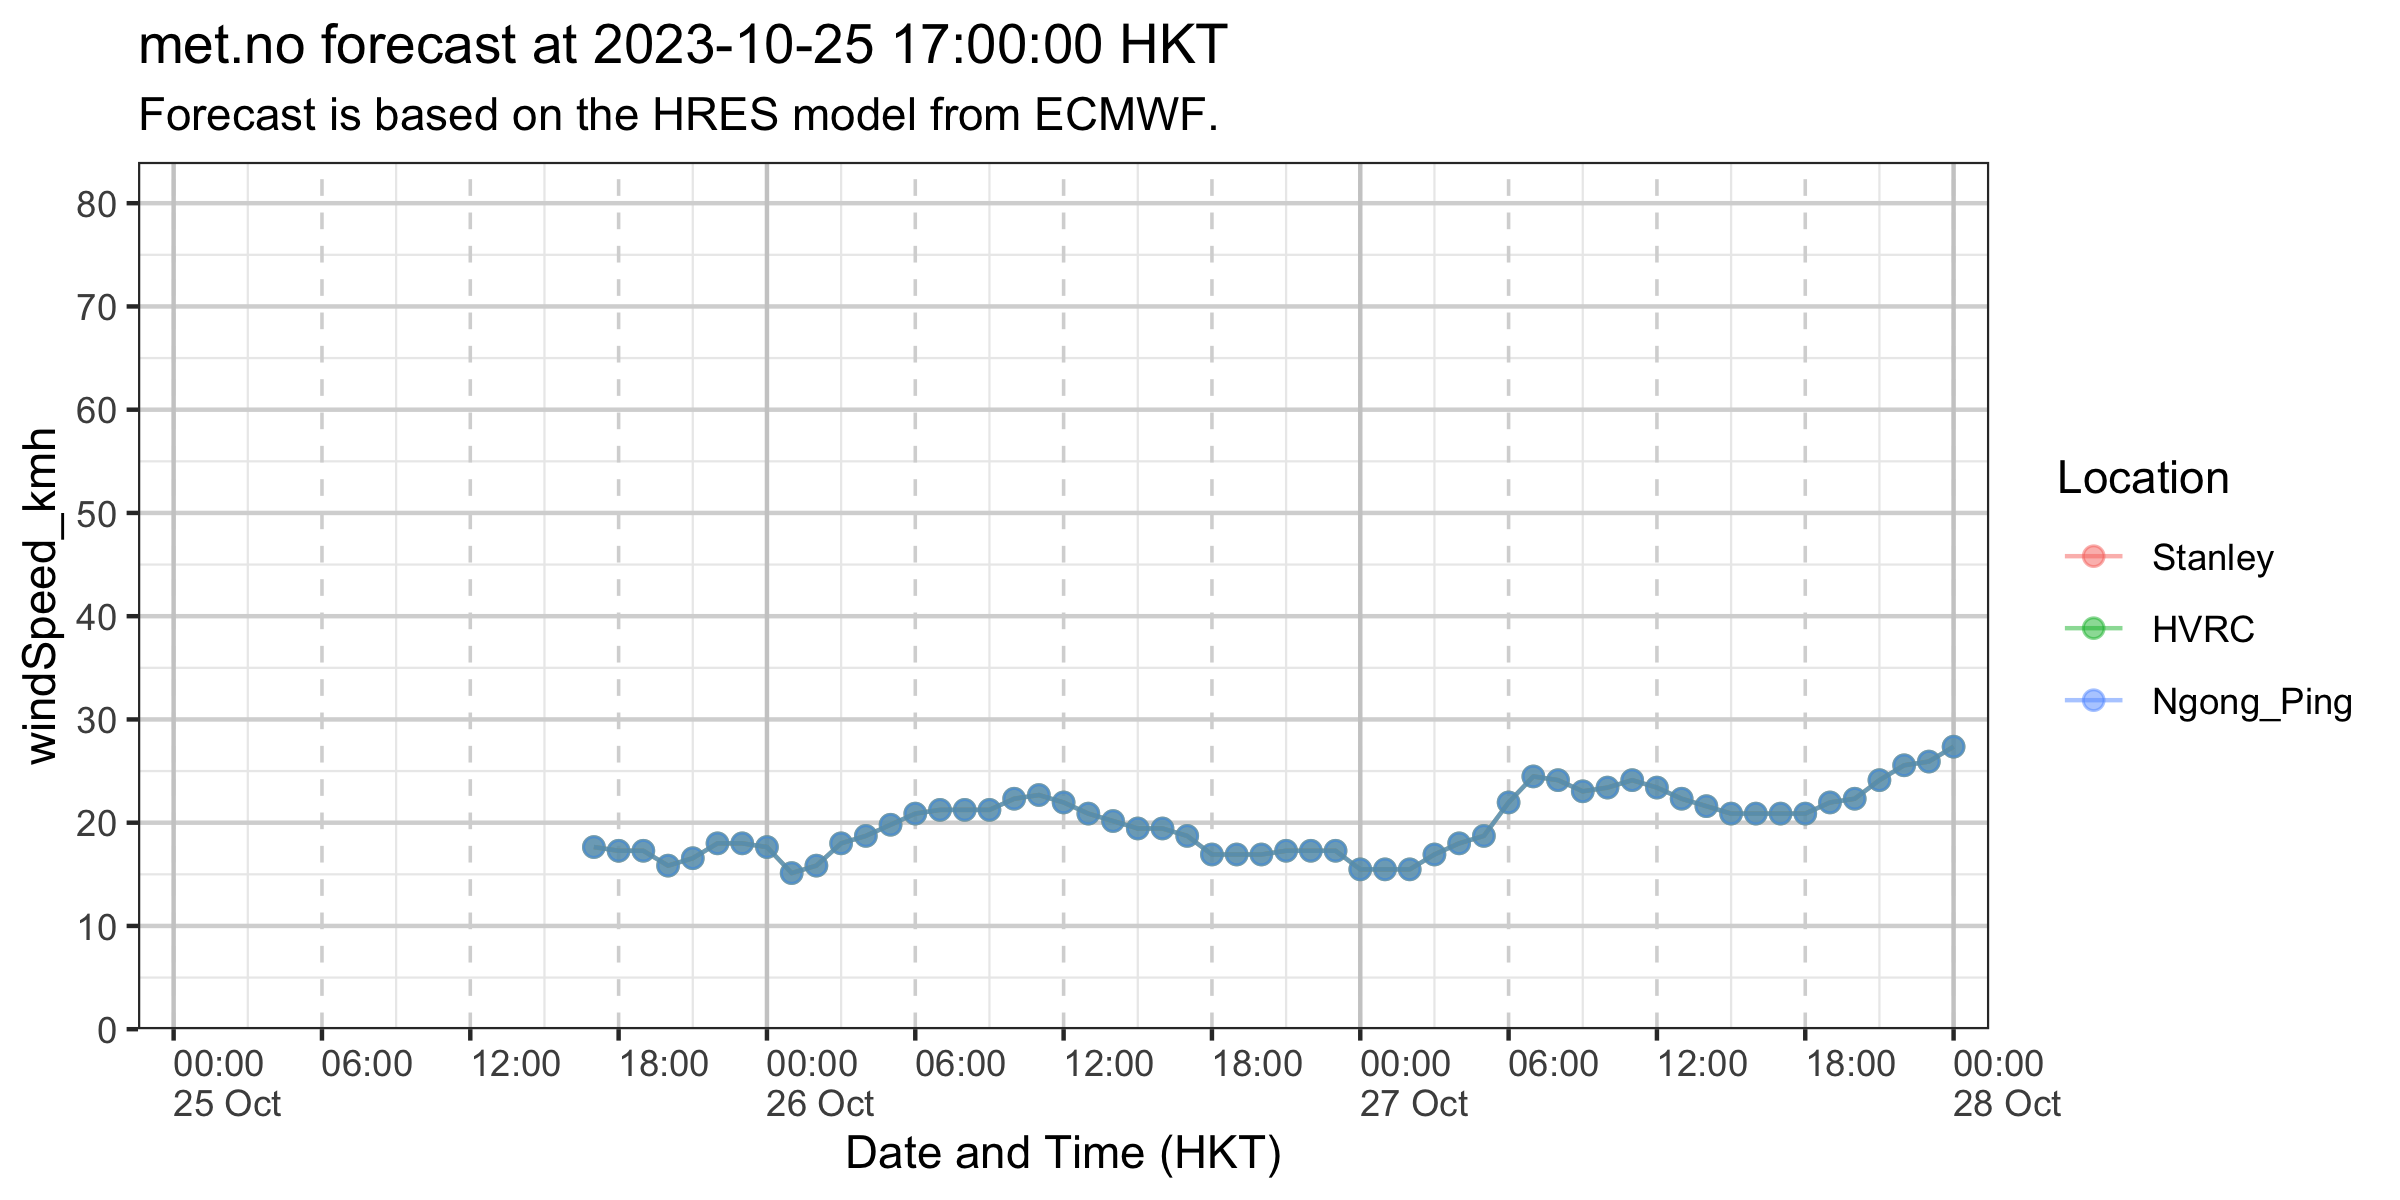 met.no forecast at 2023-10-25 17:00:00 HKT
Forecast is based on the HRES model from ECMWF.
windSpeed_kmh
80
70
60
50
40
30
20
10
0
00:00 06:00 12:00 18:00 00:00 06:00 12:00 18:00 00:00 06:00 12:00 18:00 00:00
25 Oct 26 Oct 27 Oct 28 Oct
Date and Time (HKT)
Location
Stanley
HVRC
Ngong_Ping